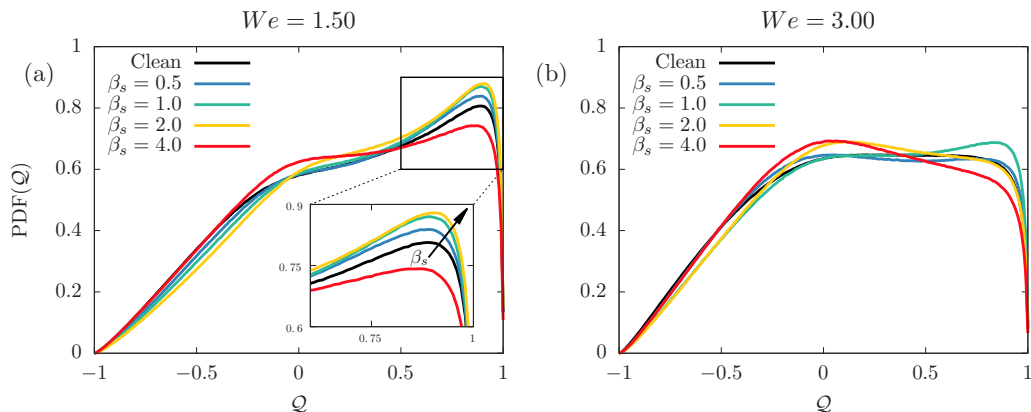 We = 1.50
(a)
PDF(𝒬)
1
0.8
0.6
0.4
0.2
0
Clean
β_s = 0.5
β_s = 1.0
β_s = 2.0
β_s = 4.0
0.9
0.75
0.6
β_s
0.75 1
−1 −0.5 0 0.5 1
𝒬
We = 3.00
(b)
1
0.8
0.6
0.4
0.2
0
Clean
β_s = 0.5
β_s = 1.0
β_s = 2.0
β_s = 4.0
−1 −0.5 0 0.5 1
𝒬